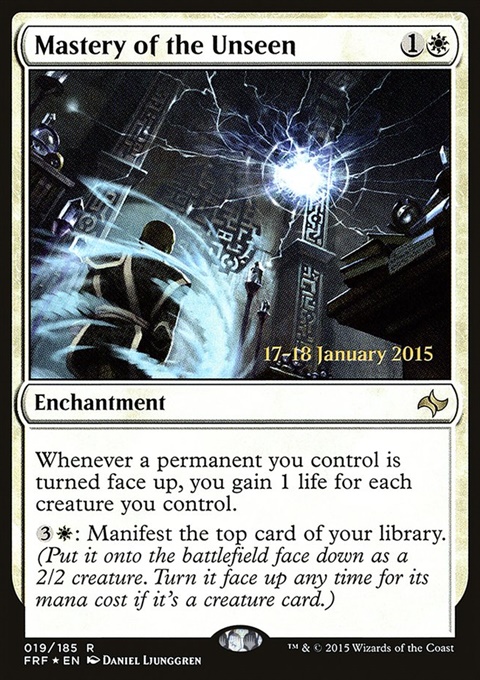 Mastery of the Unseen 1
17–18 January 2015
Enchantment
Whenever a permanent you control is
turned face up, you gain 1 life for each
creature you control.
3 : Manifest the top card of your library.
(Put it onto the battlefield face down as a
2/2 creature. Turn it face up any time for its
mana cost if it's a creature card.)
019/185 R
FRF ★ EN Daniel Ljunggren
™ & © 2015 Wizards of the Coast